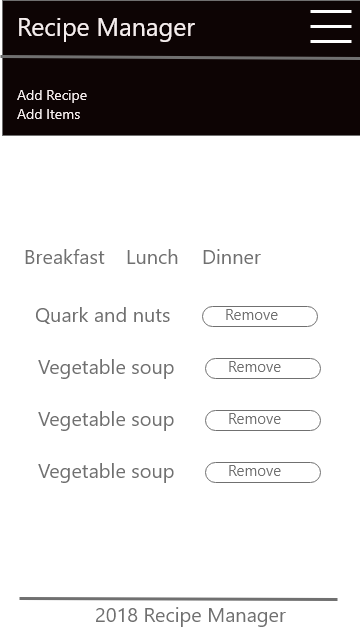 Recipe Manager
Add Recipe
Add Items
Breakfast Lunch Dinner
Quark and nuts Remove
Vegetable soup Remove
Vegetable soup Remove
Vegetable soup Remove
2018 Recipe Manager